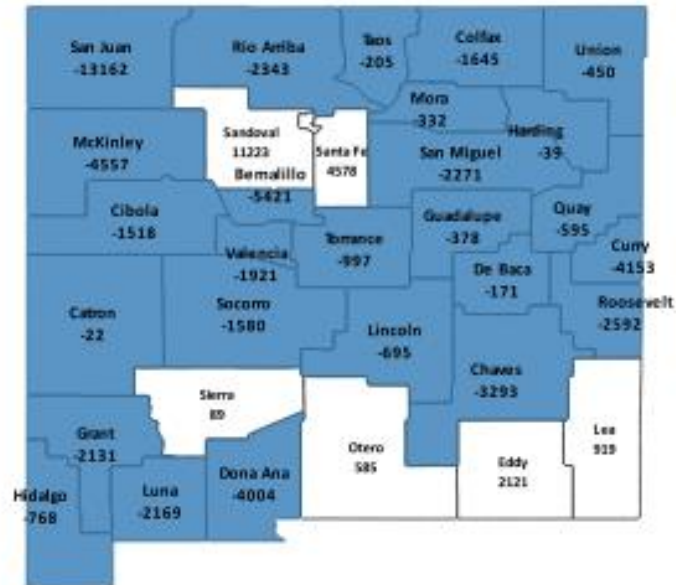 San Juan
-13162
Rio Arriba
-2343
Taos
-205
Colfax
-1645
Union
-450
Mora
-332
Harding
-39
McKinley
-4557
Sandoval
11223
Santa Fe
4578
San Miguel
-2271
Bernalillo
-5421
Cibola
-1518
Guadalupe
-378
Quay
-595
Curry
-4153
Valencia
-1921
Torrance
-997
De Baca
-171
Roosevelt
-2592
Catron
-22
Socorro
-1580
Lincoln
-695
Chaves
-3293
Sierra
89
Grant
-2131
Otero
585
Eddy
2121
Lea
919
Hidalgo
-768
Luna
-2169
Dona Ana
-4004